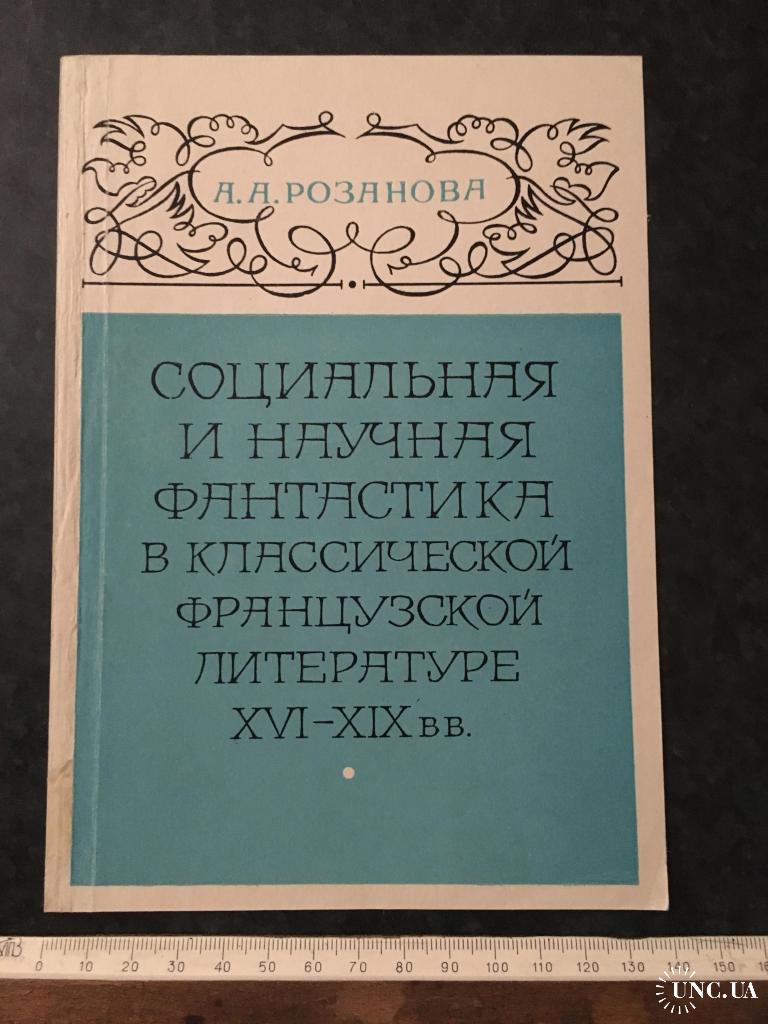 А. А. РОЗАНОВА
СОЦИАЛЬНАЯ
И НАУЧНАЯ
ФАНТАСТИКА
В КЛАССИЧЕСКОЙ
ФРАНЦУЗСКОЙ
ЛИТЕРАТУРЕ
XVI–XIX ВВ.
0 10 20 30 40 50 60 70 80 90 100 110 120 130 140 150
UNC.UA